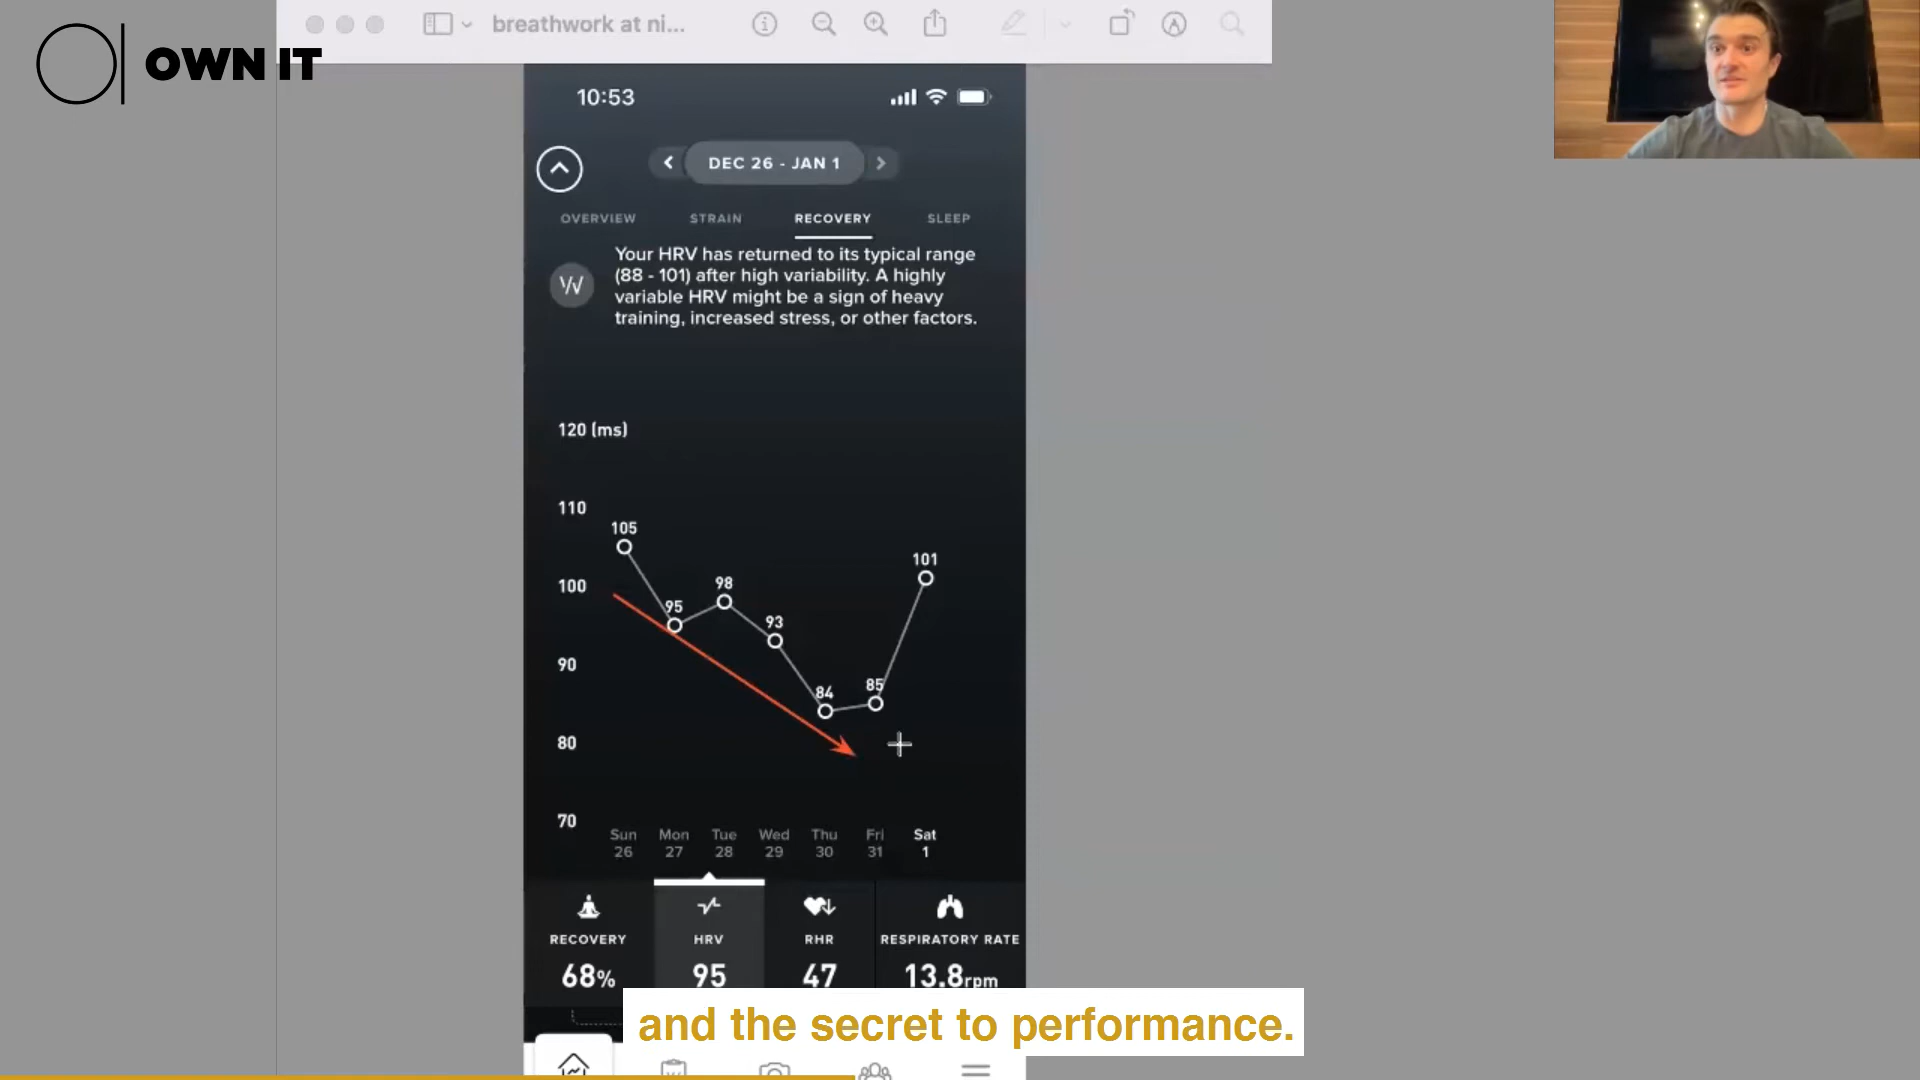 OWN IT
breathwork at ni...
10:53
DEC 26 - JAN 1
OVERVIEW STRAIN RECOVERY SLEEP
Your HRV has returned to its typical range
(88 - 101) after high variability. A highly
variable HRV might be a sign of heavy
training, increased stress, or other factors.
120 (ms)
110
105
101
100
98
95
93
90
84
85
80
70
Sun Mon Tue Wed Thu Fri Sat
26 27 28 29 30 31 1
RECOVERY HRV RHR RESPIRATORY RATE
68% 95 47 13.8rpm
and the secret to performance.